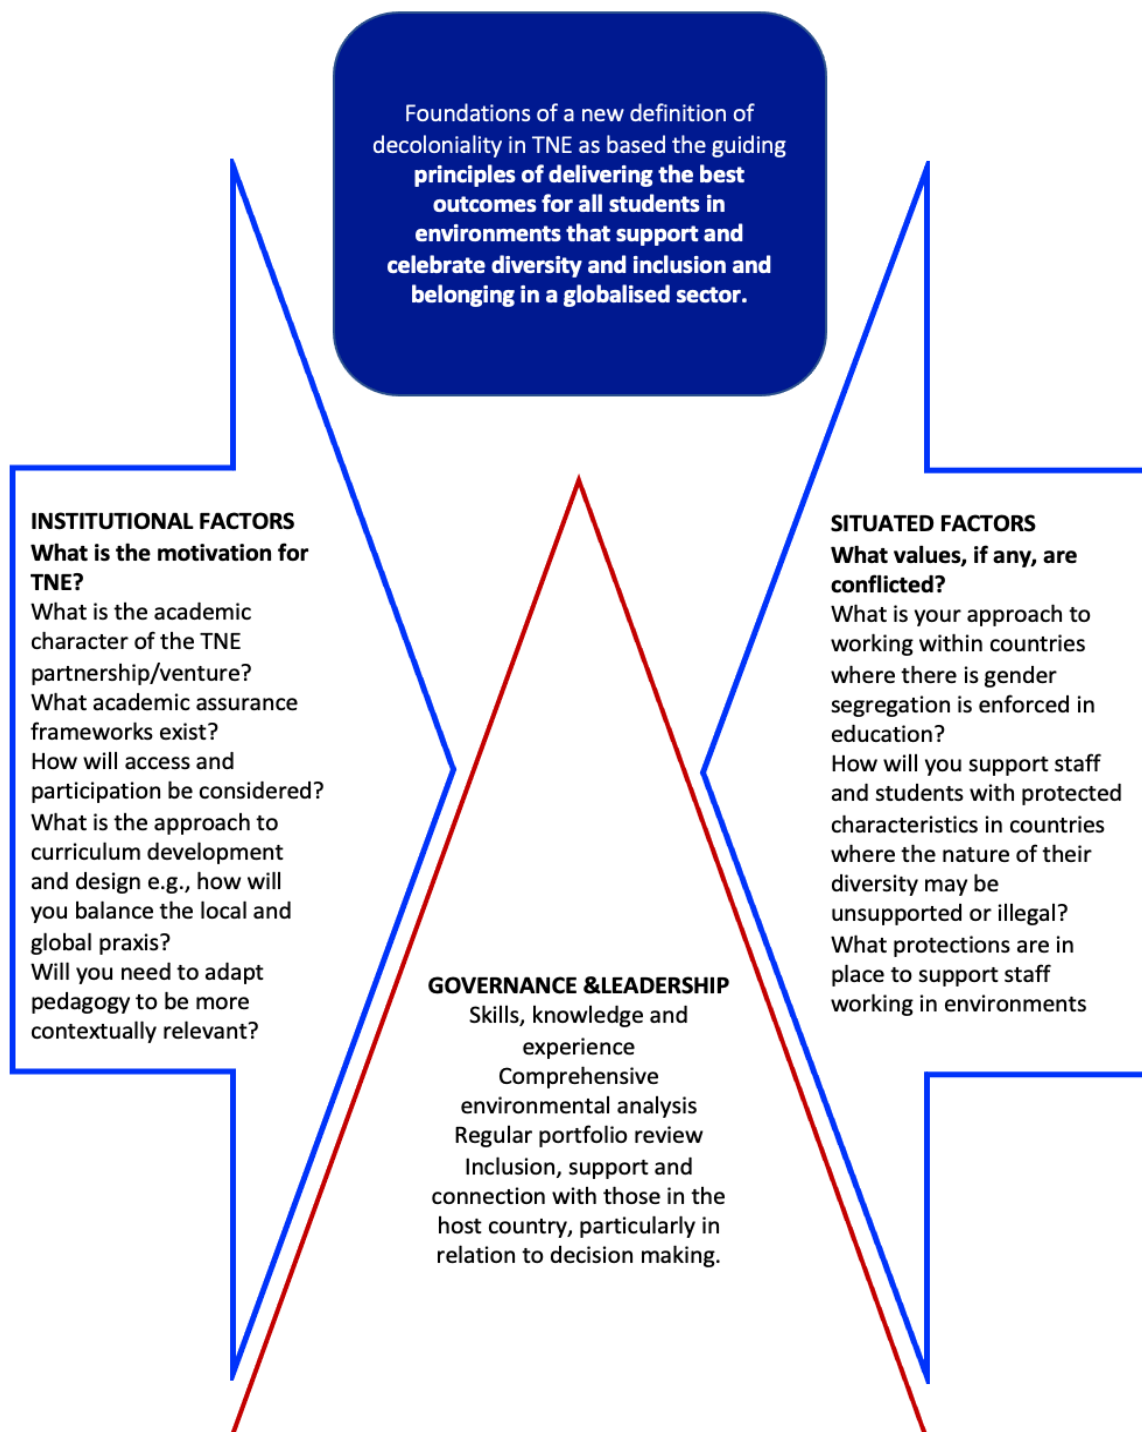 Foundations of a new definition of
decoloniality in TNE as based the guiding
principles of delivering the best
outcomes for all students in
environments that support and
celebrate diversity and inclusion and
belonging in a globalised sector.
INSTITUTIONAL FACTORS
What is the motivation for
TNE?
What is the academic
character of the TNE
partnership/venture?
What academic assurance
frameworks exist?
How will access and
participation be considered?
What is the approach to
curriculum development
and design e.g., how will
you balance the local and
global praxis?
Will you need to adapt
pedagogy to be more
contextually relevant?
GOVERNANCE &LEADERSHIP
Skills, knowledge and
experience
Comprehensive
environmental analysis
Regular portfolio review
Inclusion, support and
connection with those in the
host country, particularly in
relation to decision making.
SITUATED FACTORS
What values, if any, are
conflicted?
What is your approach to
working within countries
where there is gender
segregation is enforced in
education?
How will you support staff
and students with protected
characteristics in countries
where the nature of their
diversity may be
unsupported or illegal?
What protections are in
place to support staff
working in environments